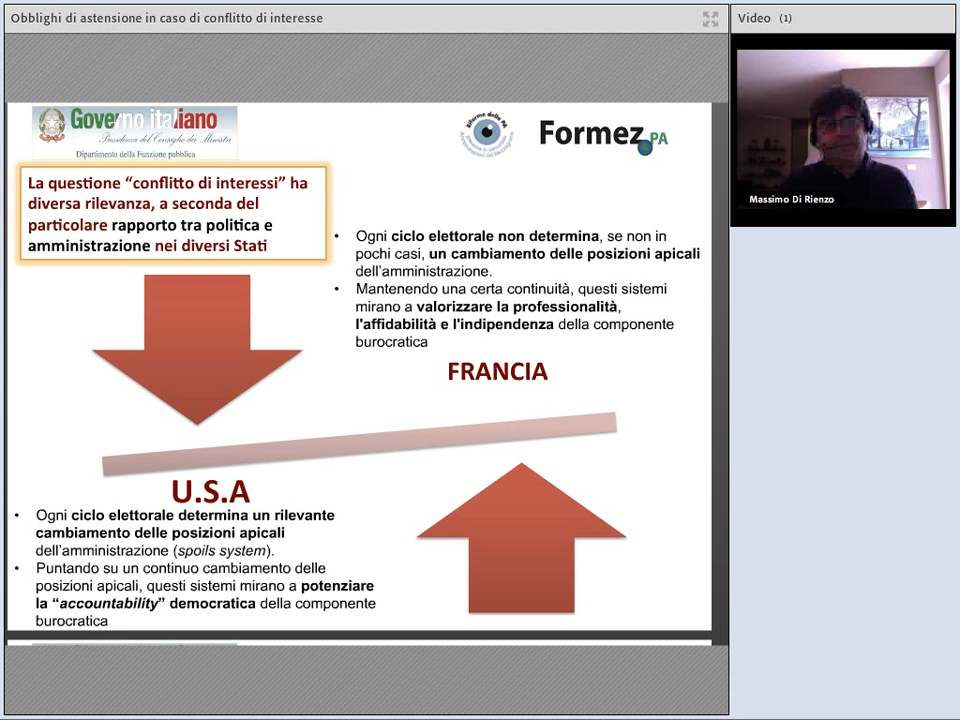 Obblighi di astensione in caso di conflitto di interesse
Video (1)
Massimo Di Rienzo
Governo italiano
Presidenza del Consiglio dei Ministri
Dipartimento della Funzione pubblica
Formez PA
La questione “conflitto di interessi” ha
diversa rilevanza, a seconda del
particolare rapporto tra politica e
amministrazione nei diversi Stati
• Ogni ciclo elettorale non determina, se non in
pochi casi, un cambiamento delle posizioni apicali
dell’amministrazione.
• Mantenendo una certa continuità, questi sistemi
mirano a valorizzare la professionalità,
l'affidabilità e l'indipendenza della componente
burocratica
FRANCIA
U.S.A
• Ogni ciclo elettorale determina un rilevante
cambiamento delle posizioni apicali
dell’amministrazione (spoils system).
• Puntando su un continuo cambiamento delle
posizioni apicali, questi sistemi mirano a potenziare
la “accountability” democratica della componente
burocratica